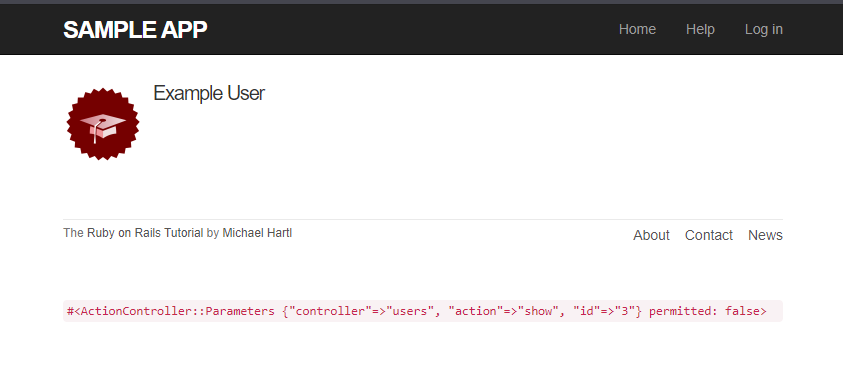 SAMPLE APP Home Help Log in
Example User
The Ruby on Rails Tutorial by Michael Hartl About Contact News
#<ActionController::Parameters {"controller"=>"users", "action"=>"show", "id"=>"3"} permitted: false>